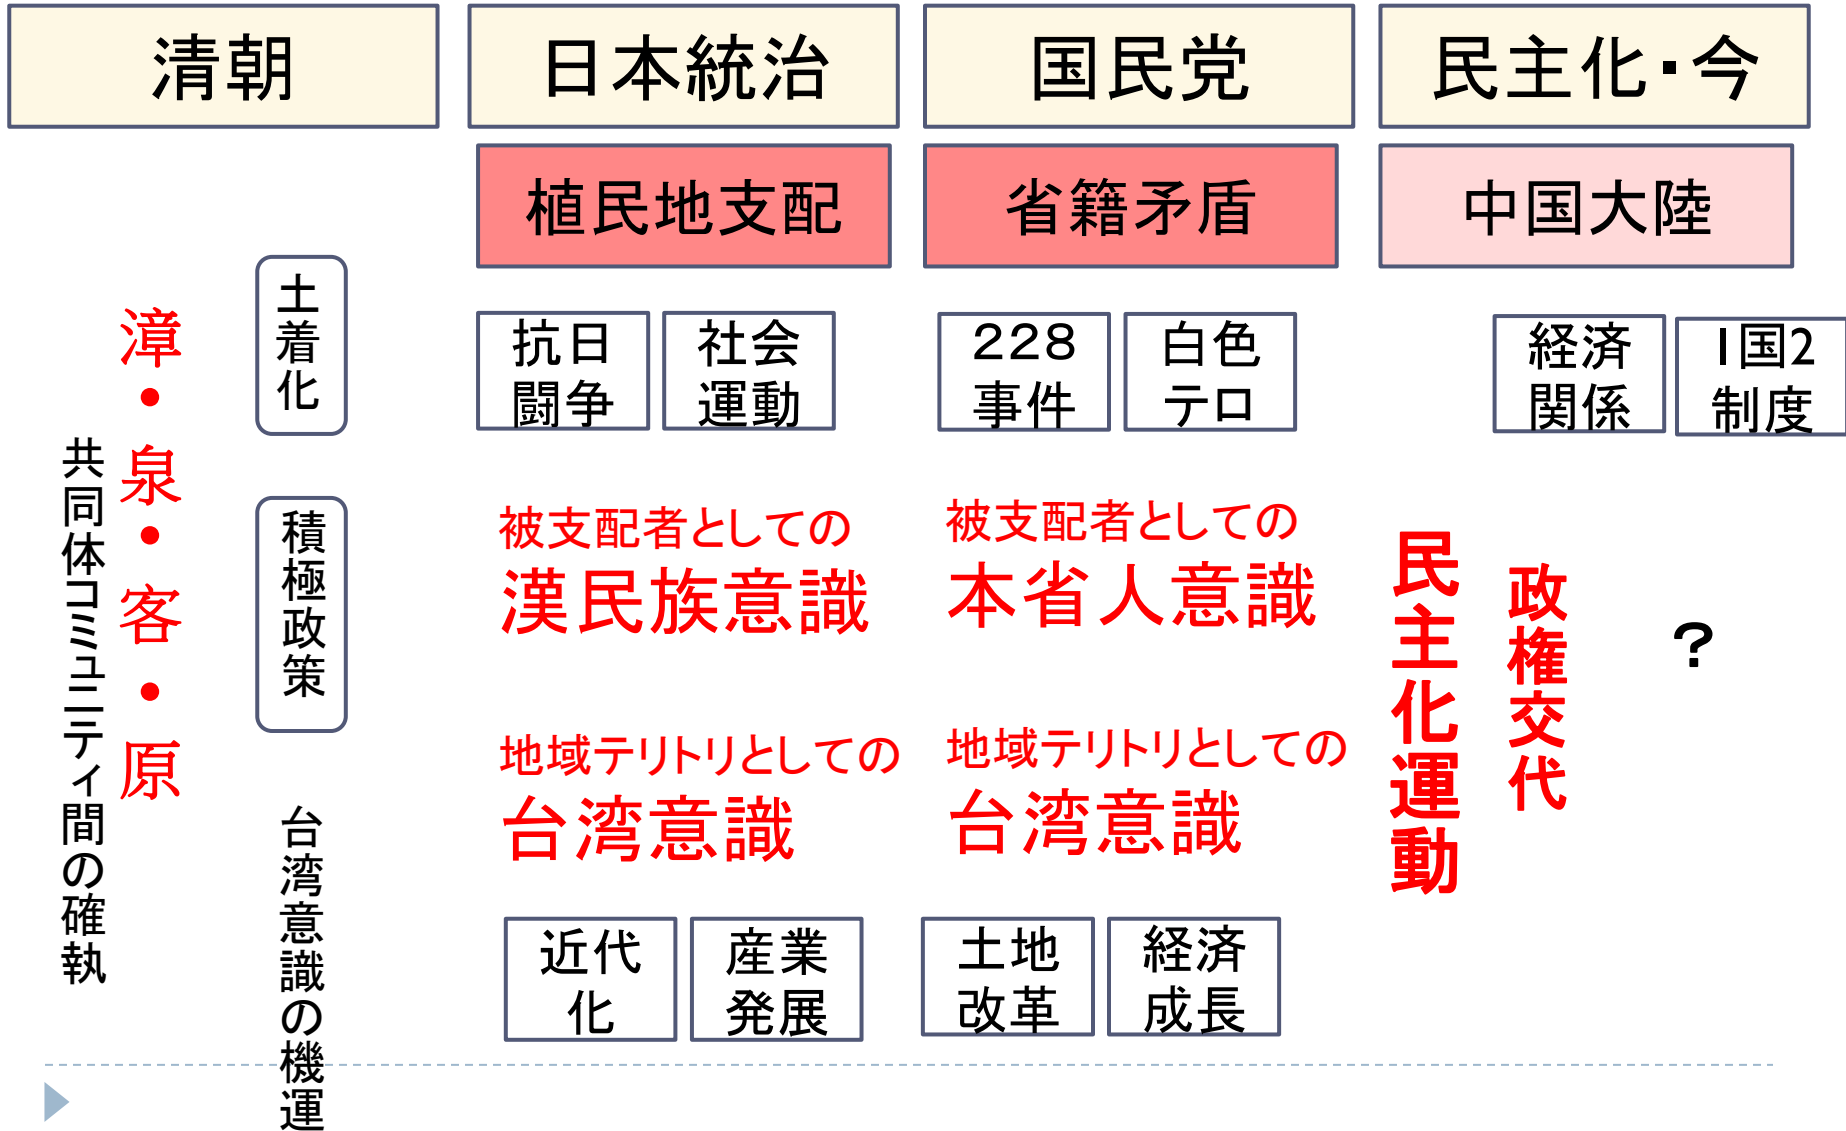 清朝
日本統治
国民党
民主化・今
植民地支配
省籍矛盾
中国大陸
共同体コミュニティ間の確執
漳・泉・客・原
土着化
積極政策
台湾意識の機運
抗日
闘争
社会
運動
被支配者としての
漢民族意識
地域テリトリとしての
台湾意識
近代
化
産業
発展
228
事件
白色
テロ
被支配者としての
本省人意識
地域テリトリとしての
台湾意識
土地
改革
経済
成長
経済
関係
1国2
制度
民主化運動
政権交代
？